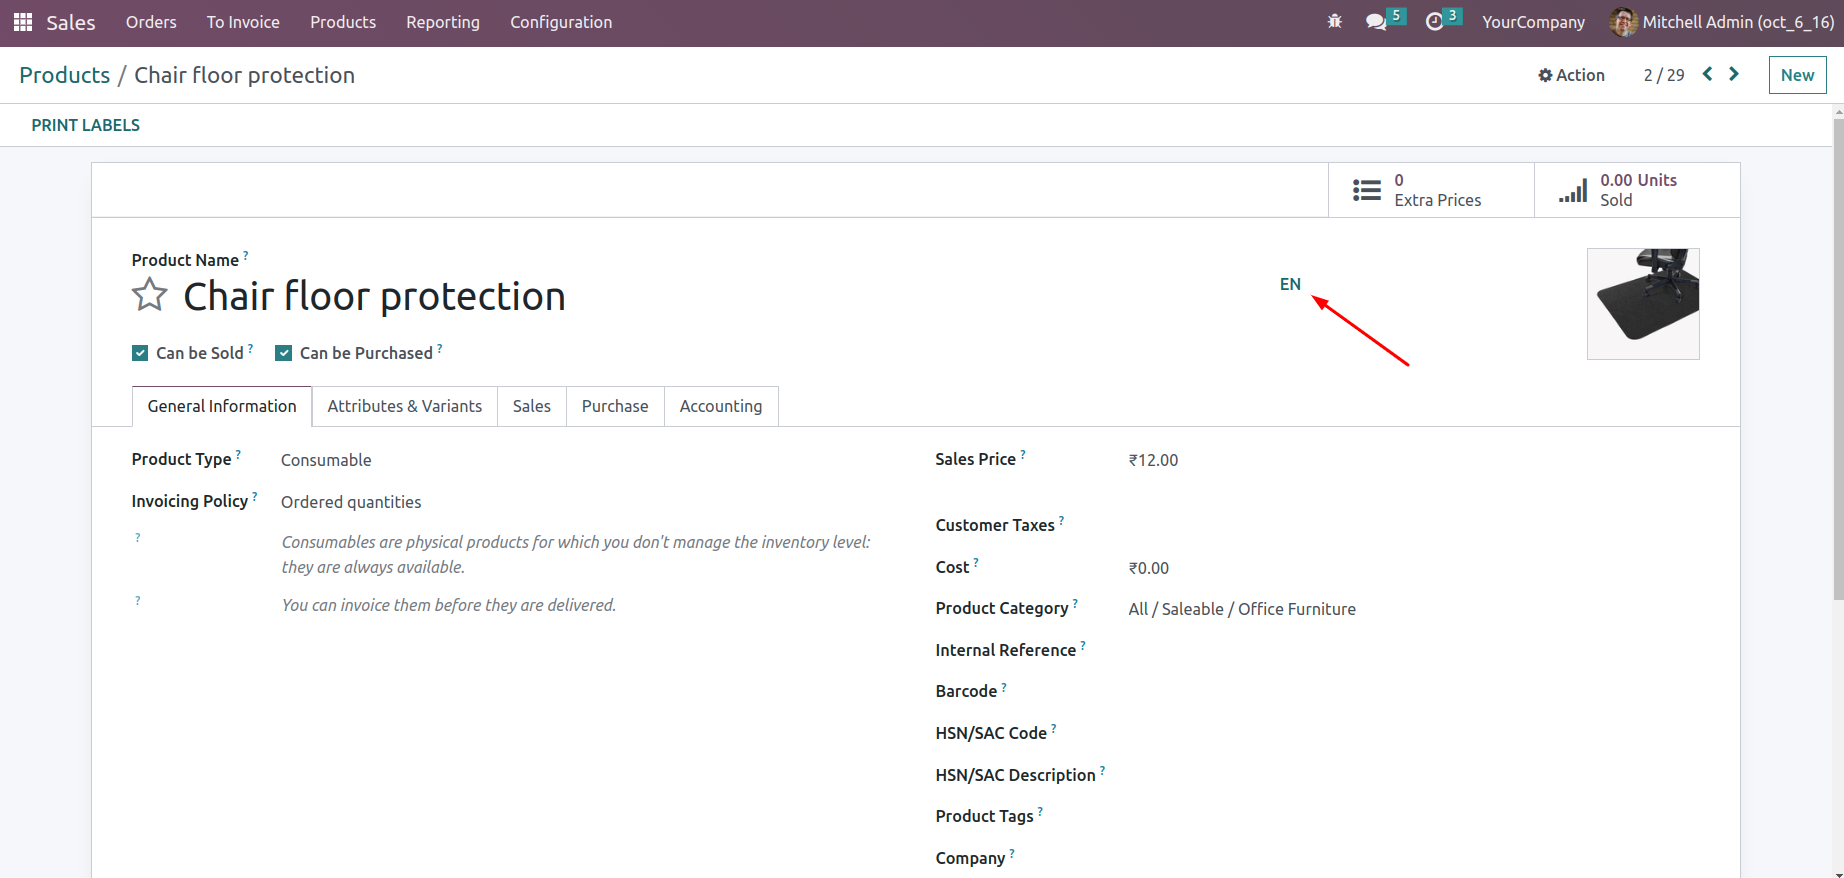 Sales Orders To Invoice Products Reporting Configuration 5 3 YourCompany Mitchell Admin (oct_6_16)
Products / Chair floor protection Action 2 / 29 New
PRINT LABELS
0
Extra Prices
0.00 Units
Sold
Product Name ?
Chair floor protection
EN
Can be Sold ? Can be Purchased ?
General Information Attributes & Variants Sales Purchase Accounting
Product Type ? Consumable
Invoicing Policy ? Ordered quantities
? Consumables are physical products for which you don't manage the inventory level:
they are always available.
? You can invoice them before they are delivered.
Sales Price ? ₹12.00
Customer Taxes ?
Cost ? ₹0.00
Product Category ? All / Saleable / Office Furniture
Internal Reference ?
Barcode ?
HSN/SAC Code ?
HSN/SAC Description ?
Product Tags ?
Company ?